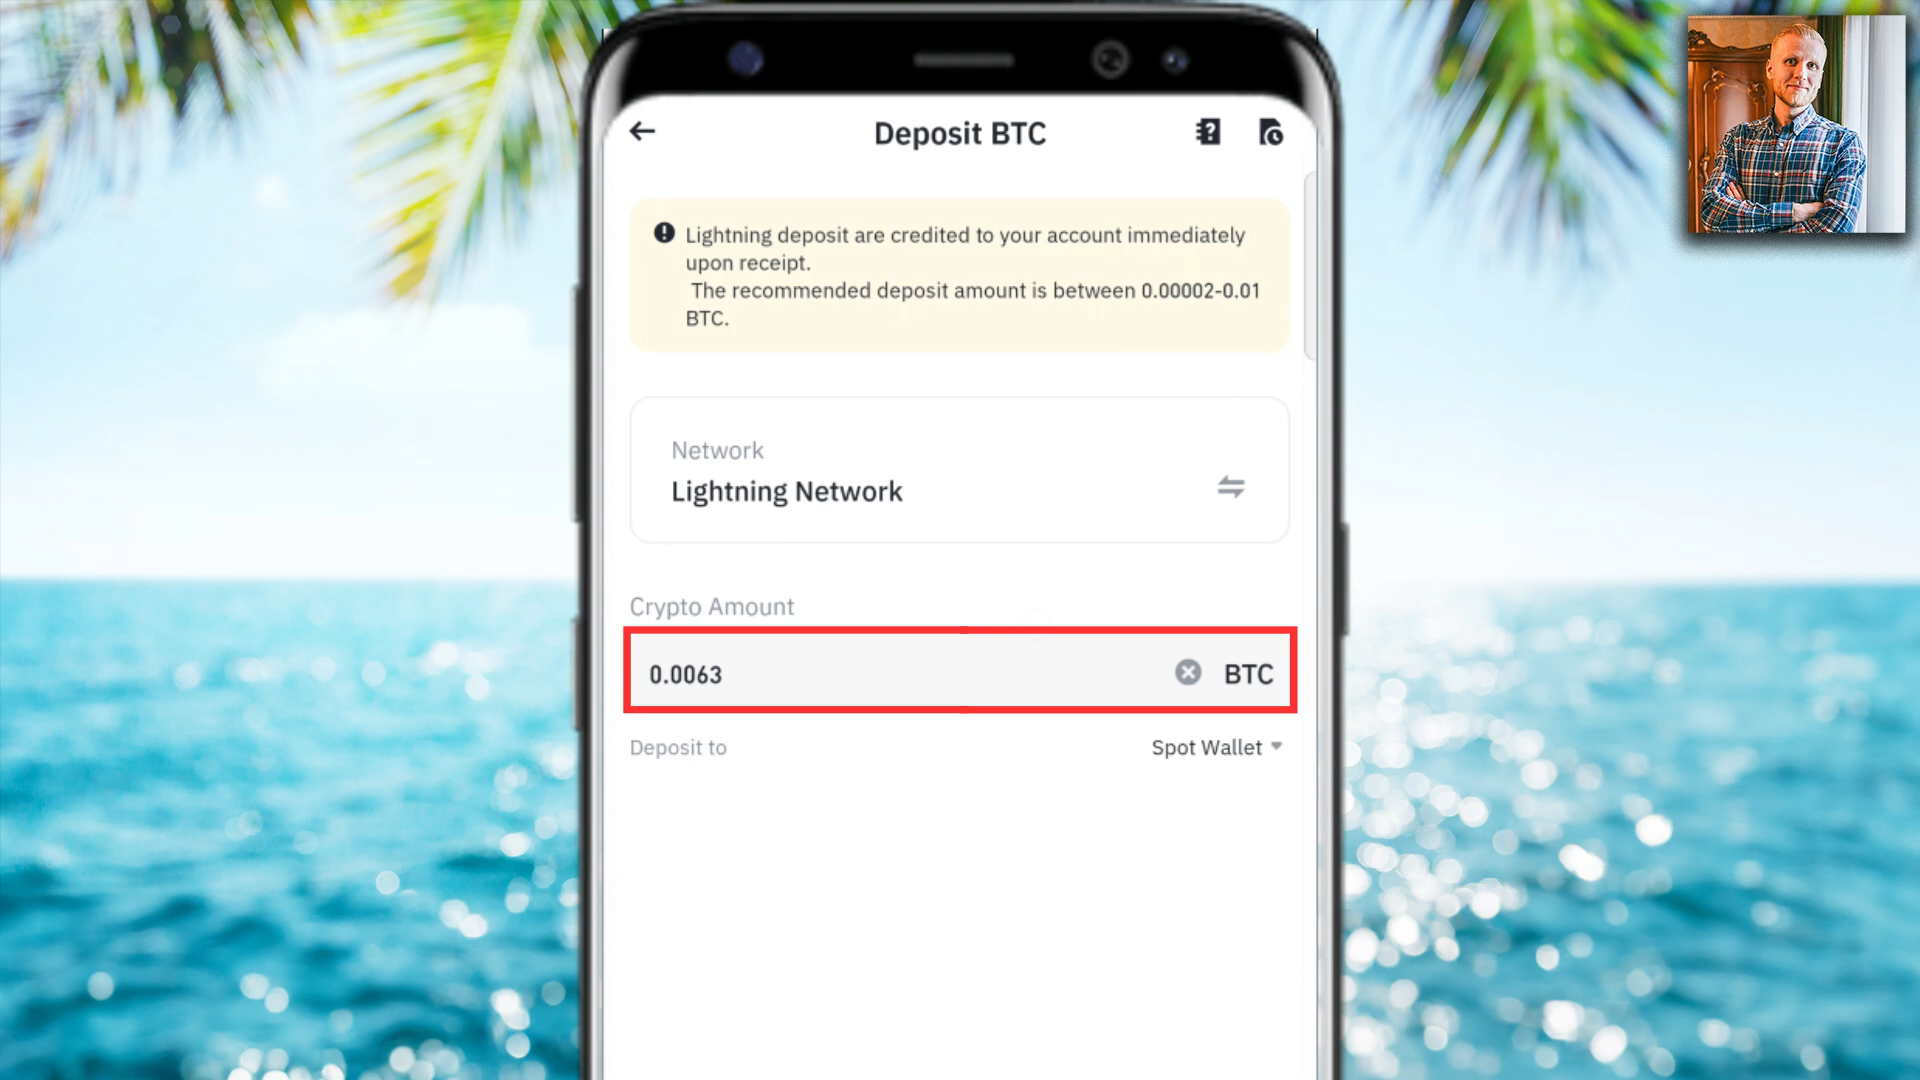 Deposit BTC
Lightning deposit are credited to your account immediately
upon receipt.
The recommended deposit amount is between 0.00002-0.01
BTC.
Network
Lightning Network
Crypto Amount
0.0063 BTC
Deposit to Spot Wallet